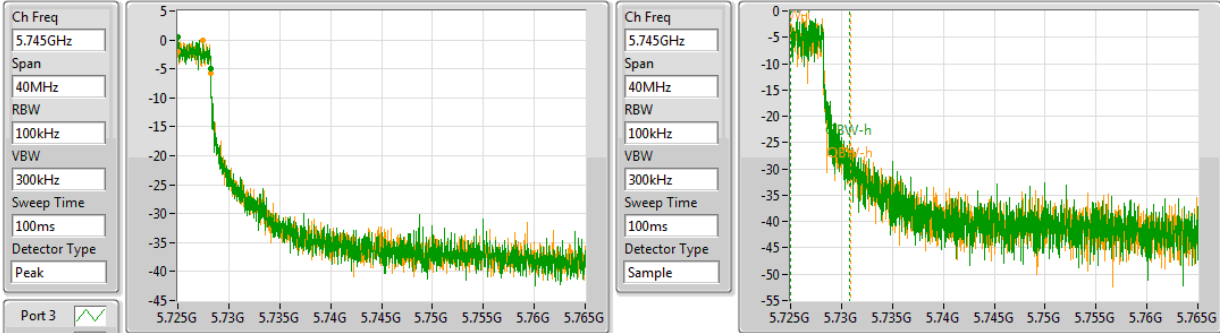 Ch Freq
5.745GHz
Span
40MHz
RBW
100kHz
VBW
300kHz
Sweep Time
100ms
Detector Type
Peak
Port 3
5
0
-5
-10
-15
-20
-25
-30
-35
-40
-45
5.725G 5.73G 5.735G 5.74G 5.745G 5.75G 5.755G 5.76G 5.765G
Ch Freq
5.745GHz
Span
40MHz
RBW
100kHz
VBW
300kHz
Sweep Time
100ms
Detector Type
Sample
0
-5
-10
-15
-20
-25
-30
-35
-40
-45
-50
-55
OBW-h
OBW-h
5.725G 5.73G 5.735G 5.74G 5.745G 5.75G 5.755G 5.76G 5.765G